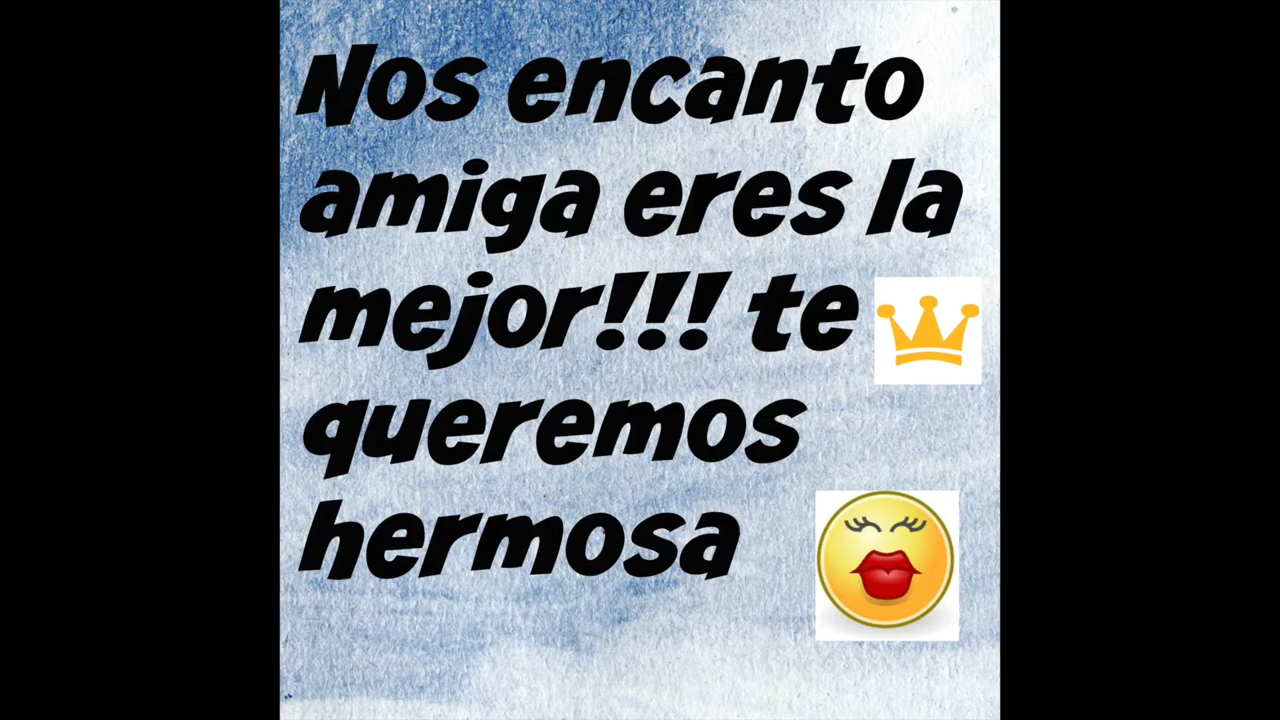 Nos encanto
amiga eres la
mejor!!! te
queremos
hermosa